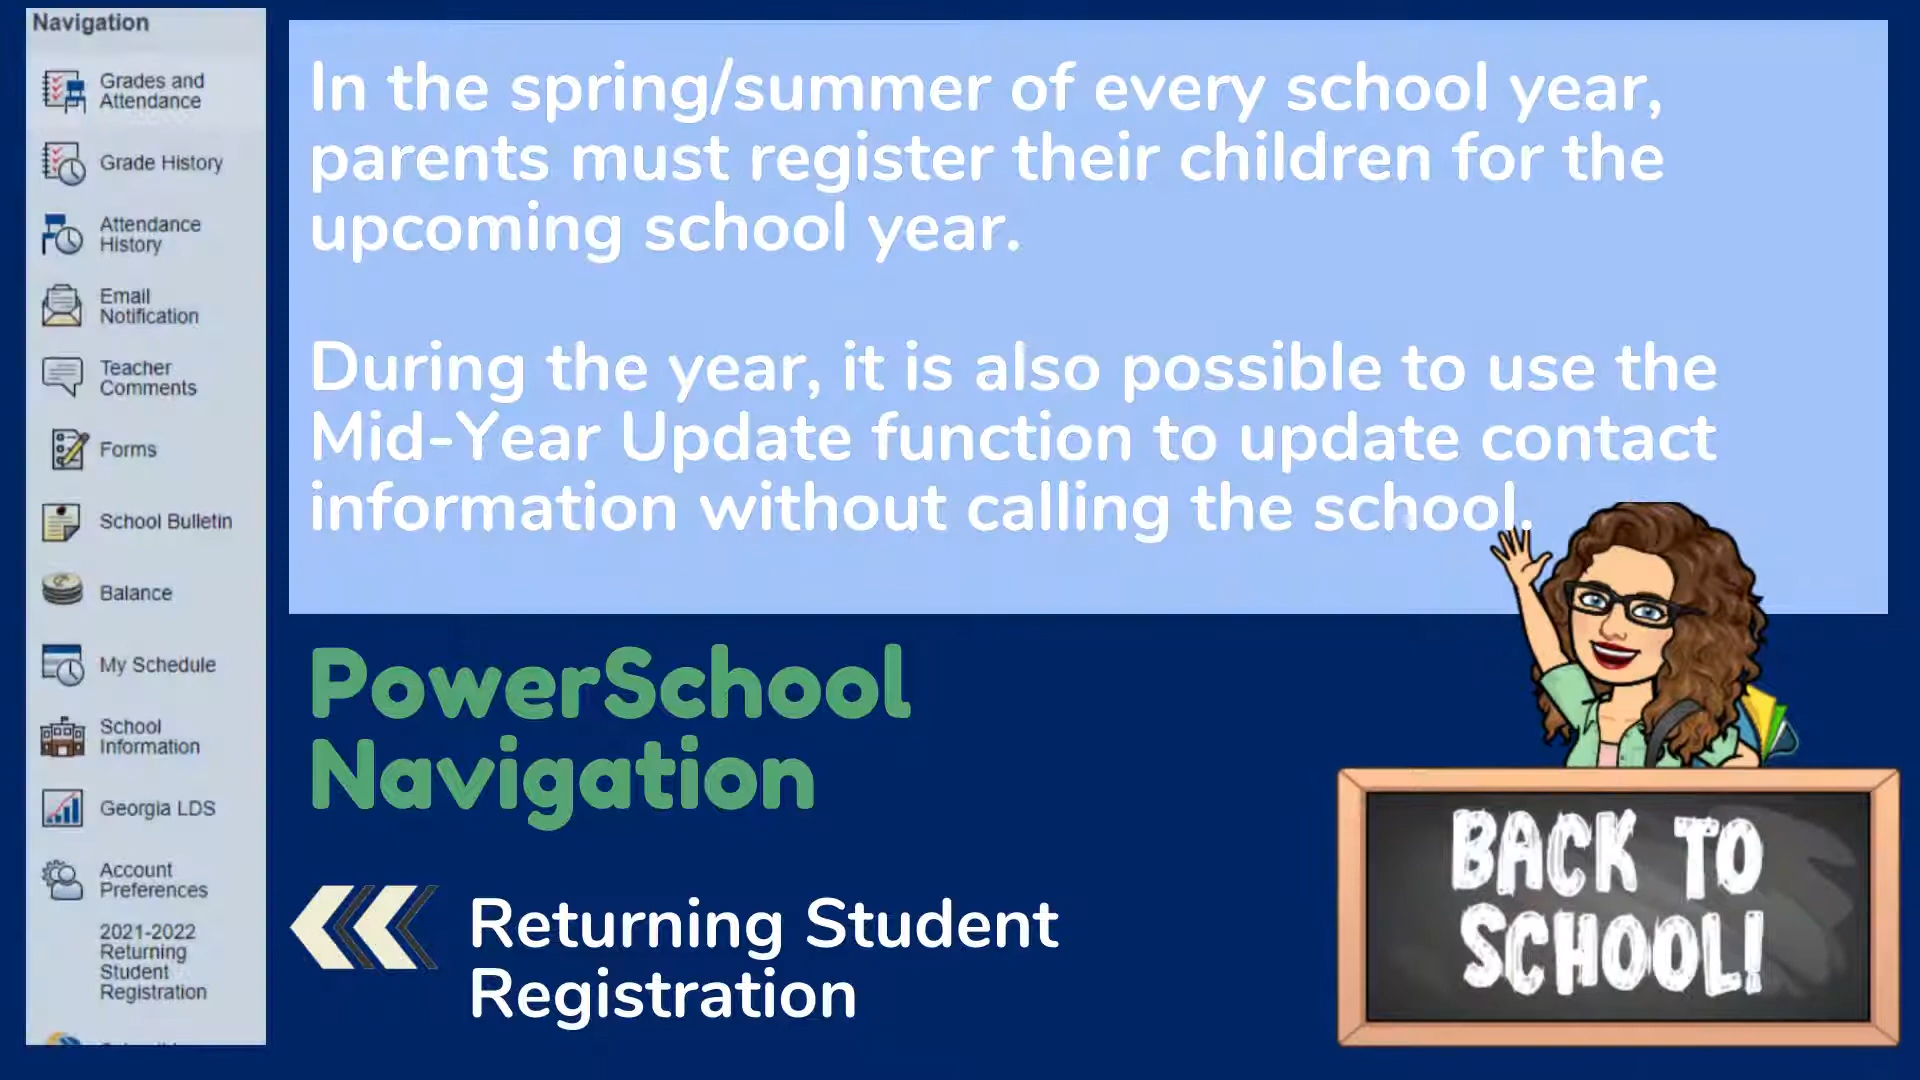 Navigation
Grades and
Attendance
Grade History
Attendance
History
Email
Notification
Teacher
Comments
Forms
School Bulletin
Balance
My Schedule
School
Information
Georgia LDS
Account
Preferences
2021-2022
Returning
Student
Registration
In the spring/summer of every school year,
parents must register their children for the
upcoming school year.
During the year, it is also possible to use the
Mid-Year Update function to update contact
information without calling the school.
PowerSchool
Navigation
Returning Student
Registration
BACK TO
SCHOOL!